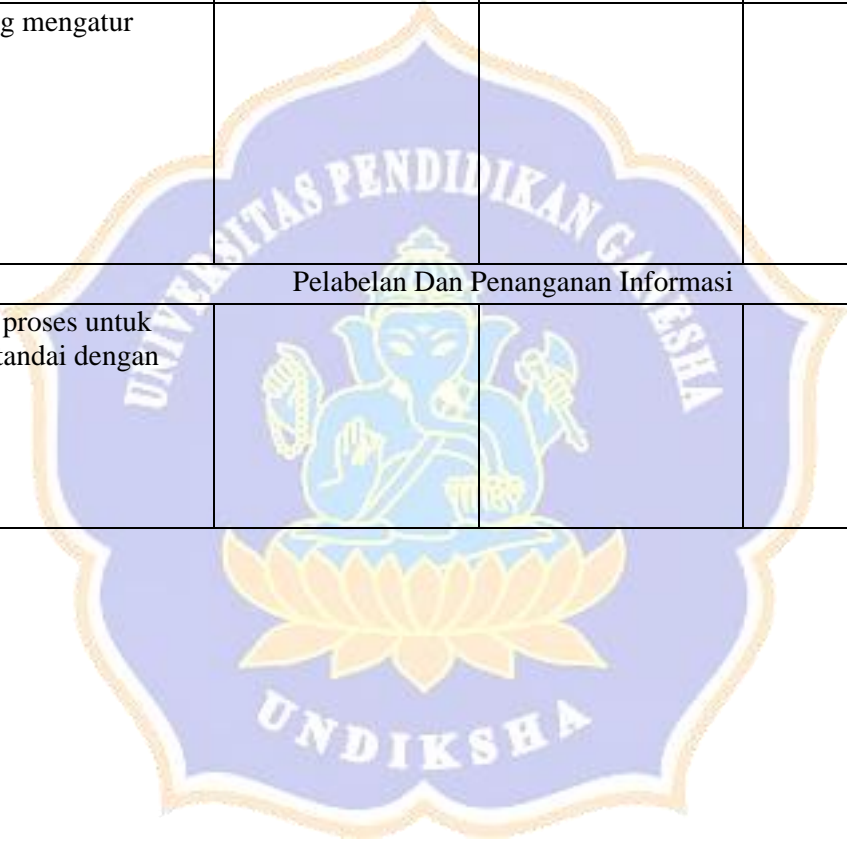 g mengatur
UNIVERSITAS PENDIDIKAN GANESHA
Pelabelan Dan Penanganan Informasi
proses untuk
tandai dengan
UNDIKSHA